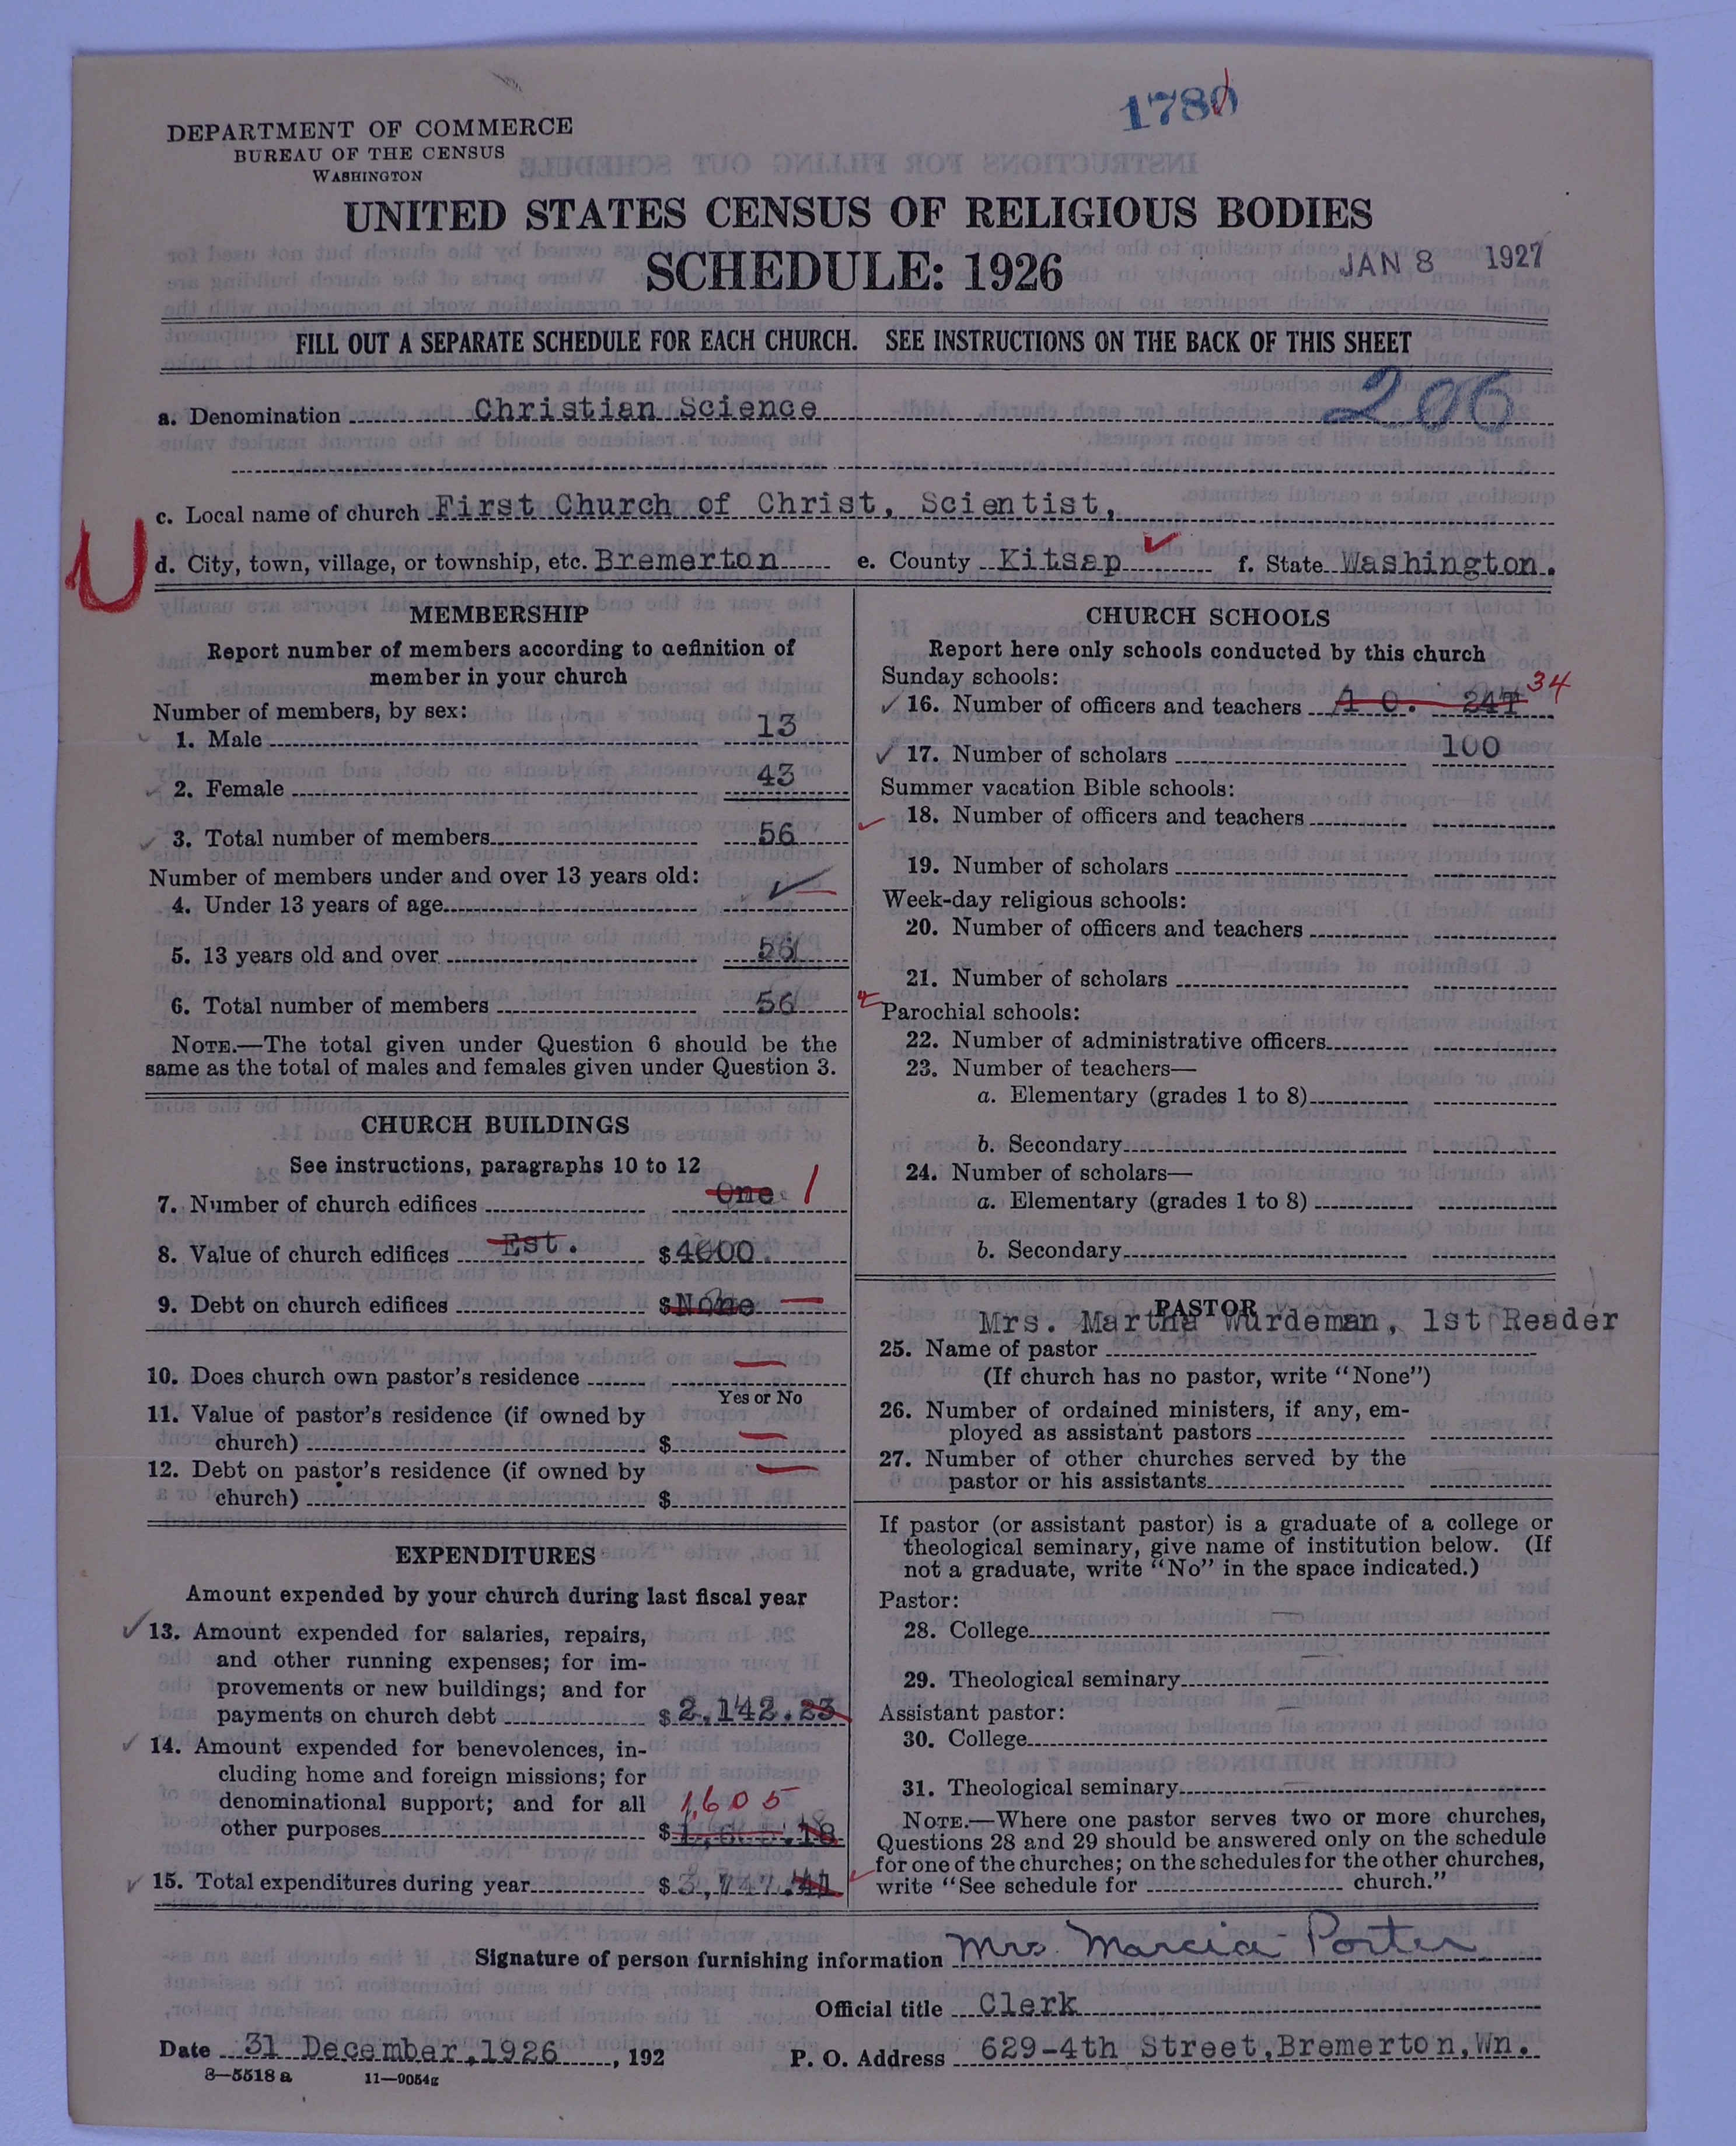 1780
DEPARTMENT OF COMMERCE
BUREAU OF THE CENSUS
WASHINGTON
UNITED STATES CENSUS OF RELIGIOUS BODIES
SCHEDULE: 1926
JAN 8 1927
FILL OUT A SEPARATE SCHEDULE FOR EACH CHURCH. SEE INSTRUCTIONS ON THE BACK OF THIS SHEET
a. Denomination Christian Science 206
c. Local name of church First Church of Christ, Scientist,
d. City, town, village, or township, etc. Bremerton e. County Kitsap f. State Washington.
MEMBERSHIP
Report number of members according to definition of
member in your church
Number of members, by sex:
1. Male 13
2. Female 43
3. Total number of members 56
Number of members under and over 13 years old:
4. Under 13 years of age
5. 13 years old and over 56
6. Total number of members 56
NOTE.—The total given under Question 6 should be the
same as the total of males and females given under Question 3.
CHURCH BUILDINGS
See instructions, paragraphs 10 to 12
7. Number of church edifices One 1
8. Value of church edifices Est. $4000.
9. Debt on church edifices $None —
10. Does church own pastor's residence —
Yes or No
11. Value of pastor's residence (if owned by
church) $ —
12. Debt on pastor's residence (if owned by
church) $ —
EXPENDITURES
Amount expended by your church during last fiscal year
13. Amount expended for salaries, repairs,
and other running expenses; for im-
provements or new buildings; and for
payments on church debt $2,142.23
14. Amount expended for benevolences, in-
cluding home and foreign missions; for
denominational support; and for all 1,605
other purposes $1,605.18
15. Total expenditures during year $3,747.41
CHURCH SCHOOLS
Report here only schools conducted by this church
Sunday schools:
16. Number of officers and teachers 34
17. Number of scholars 100
Summer vacation Bible schools:
18. Number of officers and teachers
19. Number of scholars
Week-day religious schools:
20. Number of officers and teachers
21. Number of scholars
Parochial schools:
22. Number of administrative officers
23. Number of teachers—
a. Elementary (grades 1 to 8)
b. Secondary
24. Number of scholars—
a. Elementary (grades 1 to 8)
b. Secondary
PASTOR
Mrs. Martha Wurdeman, 1st Reader
25. Name of pastor
(If church has no pastor, write "None")
26. Number of ordained ministers, if any, em-
ployed as assistant pastors
27. Number of other churches served by the
pastor or his assistants
If pastor (or assistant pastor) is a graduate of a college or
theological seminary, give name of institution below. (If
not a graduate, write "No" in the space indicated.)
Pastor:
28. College
29. Theological seminary
Assistant pastor:
30. College
31. Theological seminary
NOTE.—Where one pastor serves two or more churches,
Questions 28 and 29 should be answered only on the schedule
for one of the churches; on the schedules for the other churches,
write "See schedule for church."
Signature of person furnishing information Mrs. Marcia Porter
Official title Clerk
Date 31 December, 1926, 192 P. O. Address 629-4th Street, Bremerton, Wn.
8—5518 a 11—9054g